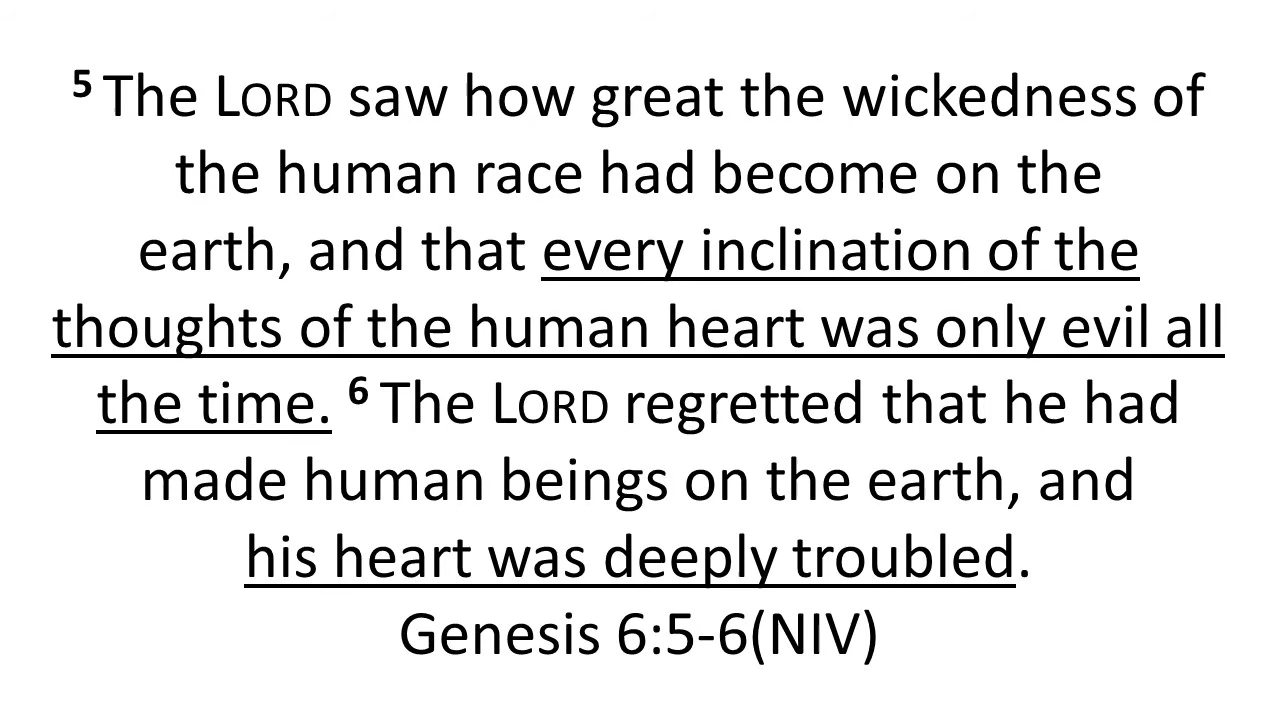 5 The LORD saw how great the wickedness of
the human race had become on the
earth, and that every inclination of the
thoughts of the human heart was only evil all
the time. 6 The LORD regretted that he had
made human beings on the earth, and
his heart was deeply troubled.
Genesis 6:5-6(NIV)